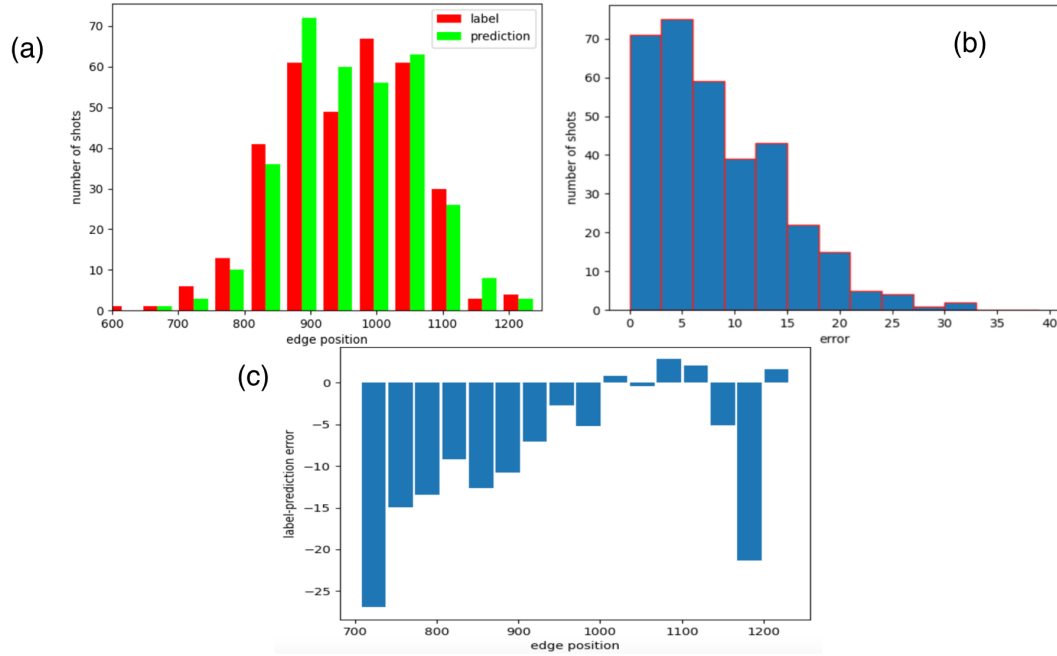 (a)
number of shots
70
60
50
40
30
20
10
0
600 700 800 900 1000 1100 1200
edge position
label
prediction
(b)
number of shots
70
60
50
40
30
20
10
0
0 5 10 15 20 25 30 35 40
error
(c)
label-prediction error
0
−5
−10
−15
−20
−25
700 800 900 1000 1100 1200
edge position